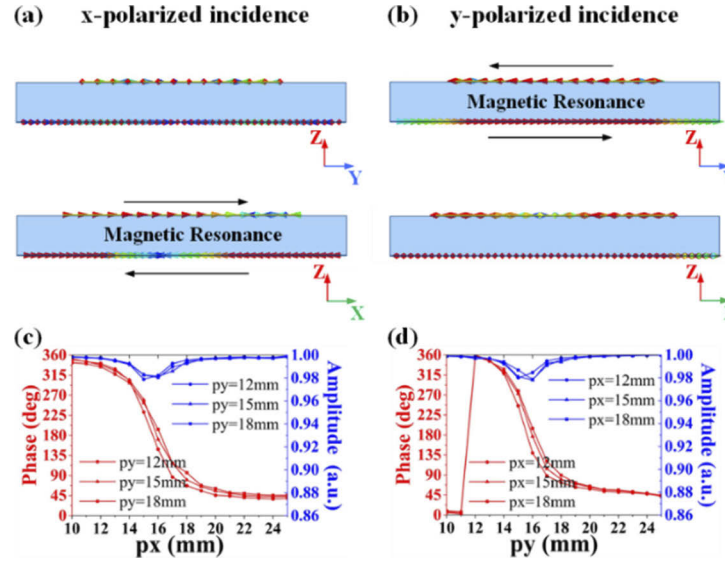 (a) x-polarized incidence
(b) y-polarized incidence
Z
Y
Magnetic Resonance
Z
Magnetic Resonance
Z
X
Z
(c)
360
315
270
225
180
135
90
45
0
Phase (deg)
py=12mm
py=15mm
py=18mm
py=12mm
py=15mm
py=18mm
1.00
0.98
0.96
0.94
0.92
0.90
0.88
0.86
Amplitude (a.u.)
10 12 14 16 18 20 22 24
px (mm)
(d)
360
315
270
225
180
135
90
45
0
Phase (deg)
px=12mm
px=15mm
px=18mm
px=12mm
px=15mm
px=18mm
1.00
0.98
0.96
0.94
0.92
0.90
0.88
0.86
Amplitude (a.u.)
10 12 14 16 18 20 22 24
py (mm)